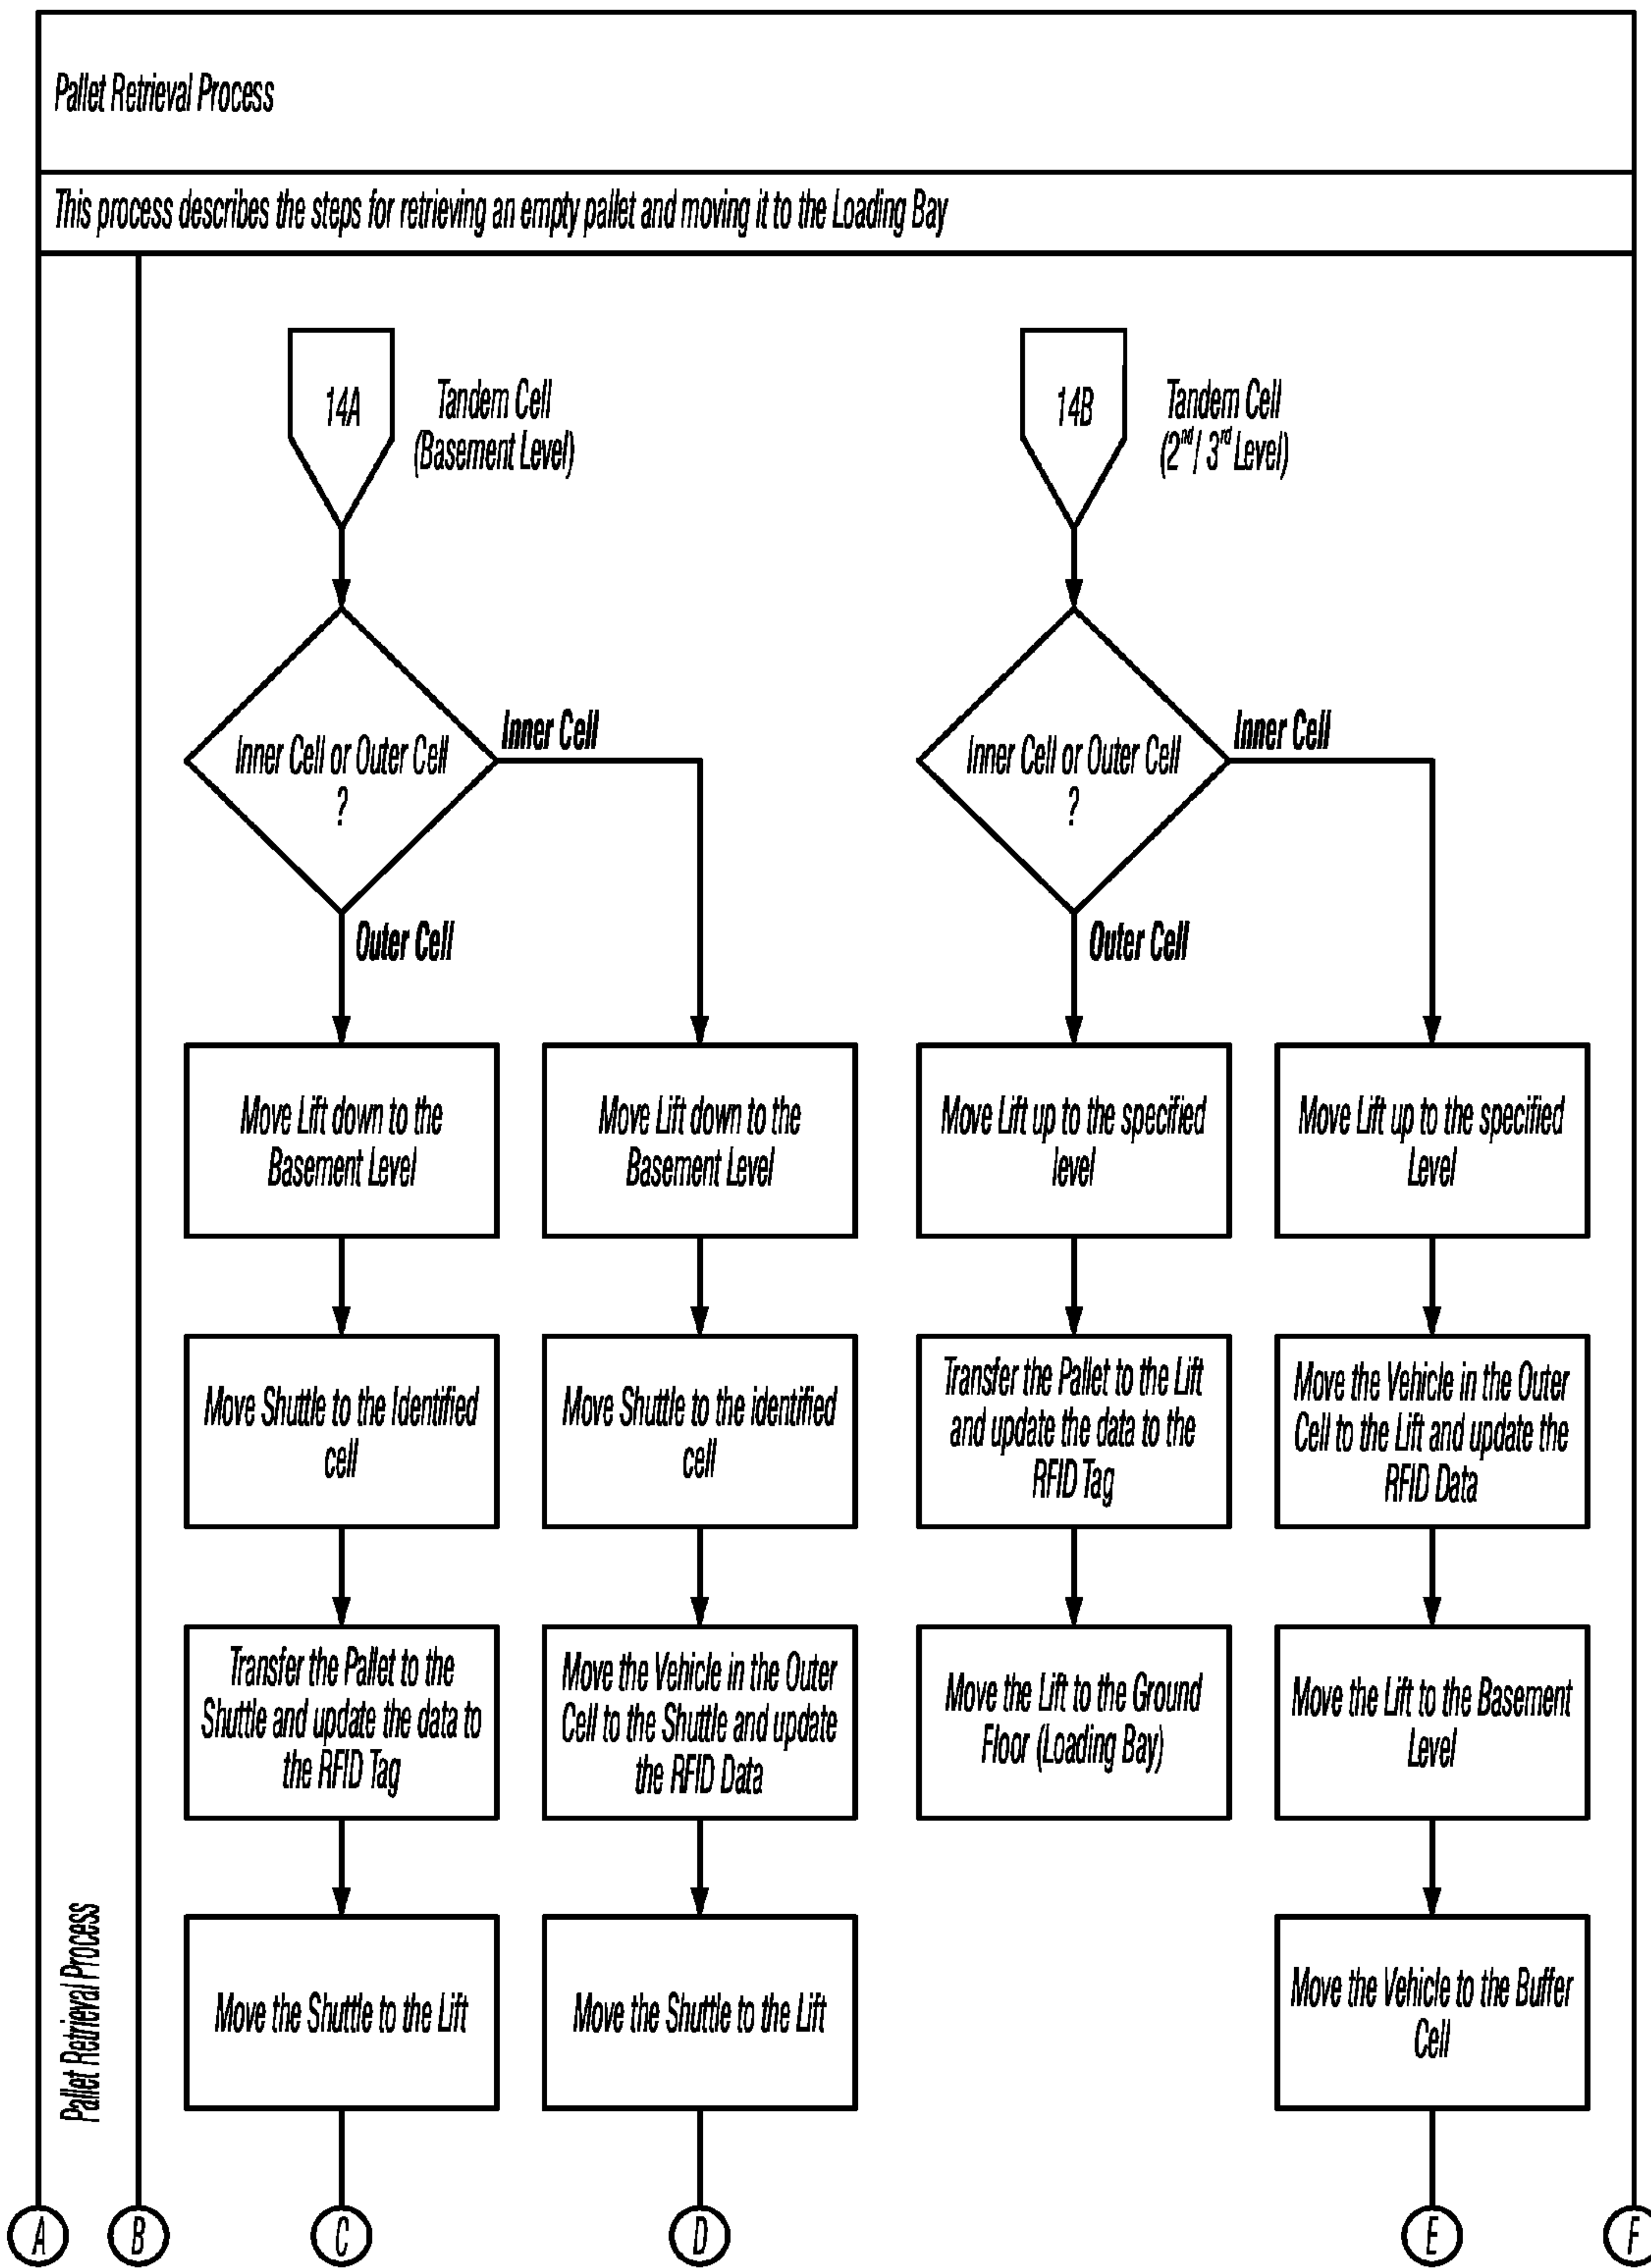 Pallet Retrieval Process
This process describes the steps for retrieving an empty pallet and moving it to the Loading Bay
14A
Tandem Cell
(Basement Level)
14B
Tandem Cell
(2nd / 3rd Level)
Inner Cell or Outer Cell
?
Inner Cell
Outer Cell
Inner Cell or Outer Cell
?
Inner Cell
Outer Cell
Move Lift down to the
Basement Level
Move Lift down to the
Basement Level
Move Lift up to the specified
level
Move Lift up to the specified
Level
Move Shuttle to the Identified
cell
Move Shuttle to the identified
cell
Transfer the Pallet to the Lift
and update the data to the
RFID Tag
Move the Vehicle in the Outer
Cell to the Lift and update the
RFID Data
Transfer the Pallet to the
Shuttle and update the data to
the RFID Tag
Move the Vehicle in the Outer
Cell to the Shuttle and update
the RFID Data
Move the Lift to the Ground
Floor (Loading Bay)
Move the Lift to the Basement
Level
Pallet Retrieval Process
Move the Shuttle to the Lift
Move the Shuttle to the Lift
Move the Vehicle to the Buffer
Cell
A
B
C
D
E
F